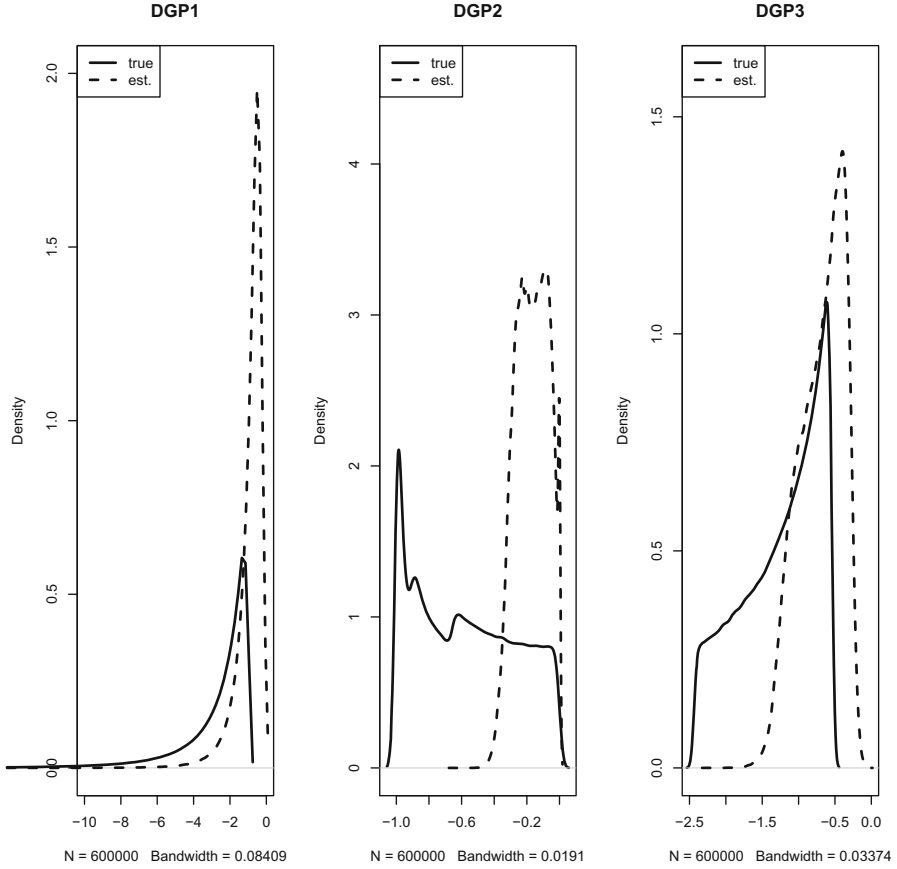 DGP1 DGP2 DGP3
true
est.
true
est.
true
est.
Density
0.0 0.5 1.0 1.5 2.0
−10 −8 −6 −4 −2 0
N = 600000 Bandwidth = 0.08409
Density
0 1 2 3 4
−1.0 −0.6 −0.2
N = 600000 Bandwidth = 0.0191
Density
0.0 0.5 1.0 1.5
−2.5 −1.5 −0.5 0.0
N = 600000 Bandwidth = 0.03374